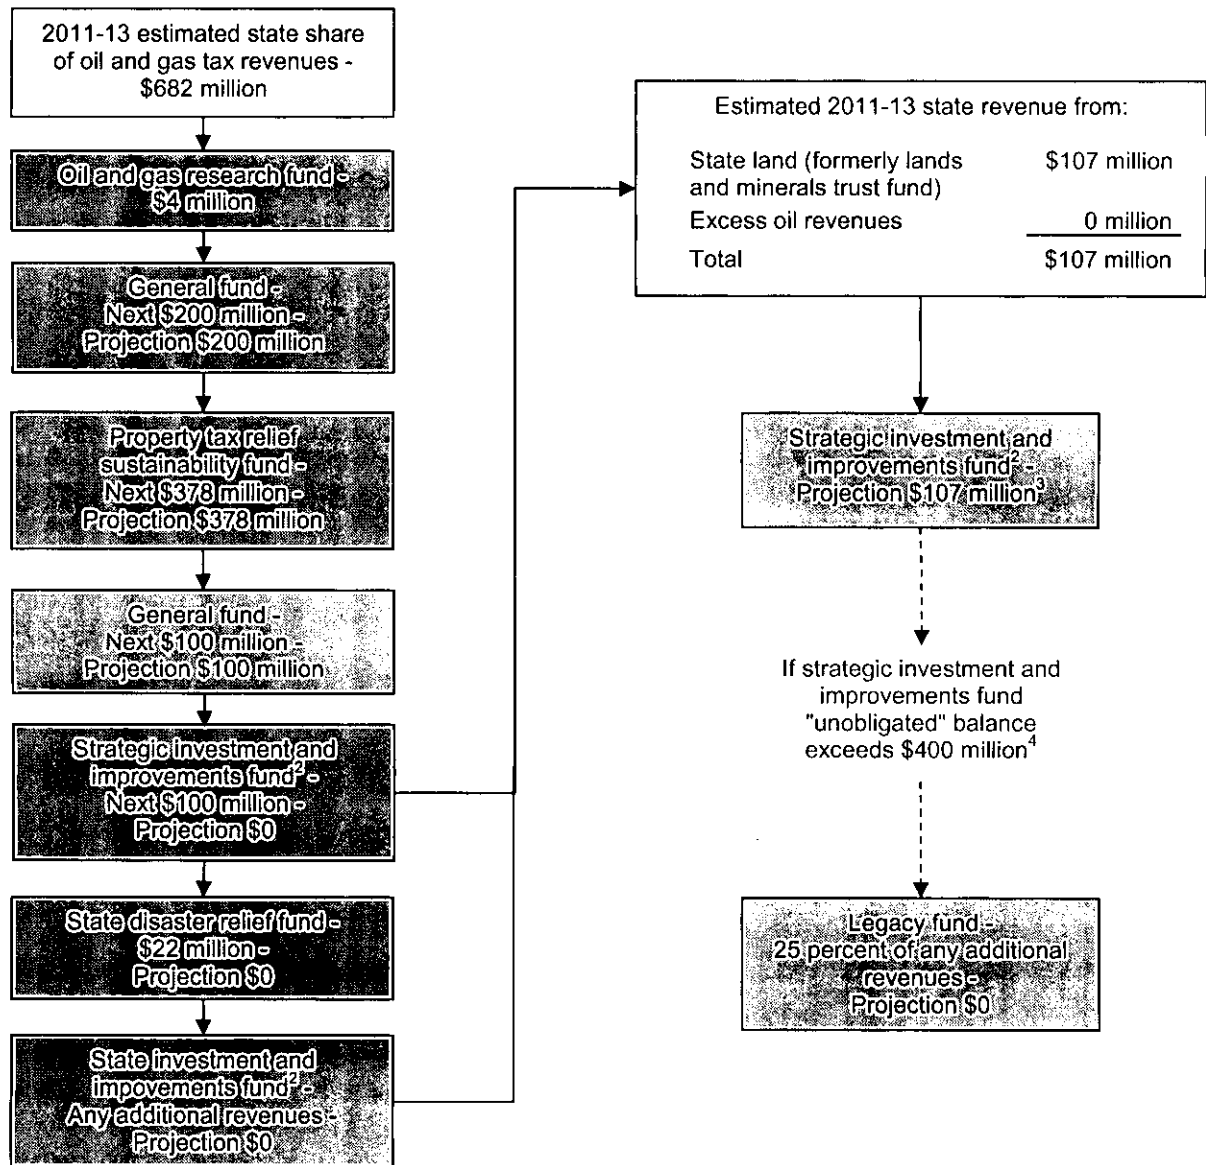 2011-13 estimated state share
of oil and gas tax revenues -
$682 million
Oil and gas research fund -
$4 million
General fund -
Next $200 million -
Projection $200 million
Property tax relief
sustainability fund -
Next $378 million -
Projection $378 million
General fund -
Next $100 million -
Projection $100 million
Strategic investment and
improvements fund² -
Next $100 million -
Projection $0
State disaster relief fund -
$22 million -
Projection $0
State investment and
impovements fund² -
Any additional revenues -
Projection $0
Estimated 2011-13 state revenue from:
State land (formerly lands $107 million
and minerals trust fund)
Excess oil revenues 0 million
Total $107 million
Strategic investment and
improvements fund² -
Projection $107 million³
If strategic investment and
improvements fund
"unobligated" balance
exceeds $400 million⁴
Legacy fund -
25 percent of any additional
revenues -
Projection $0